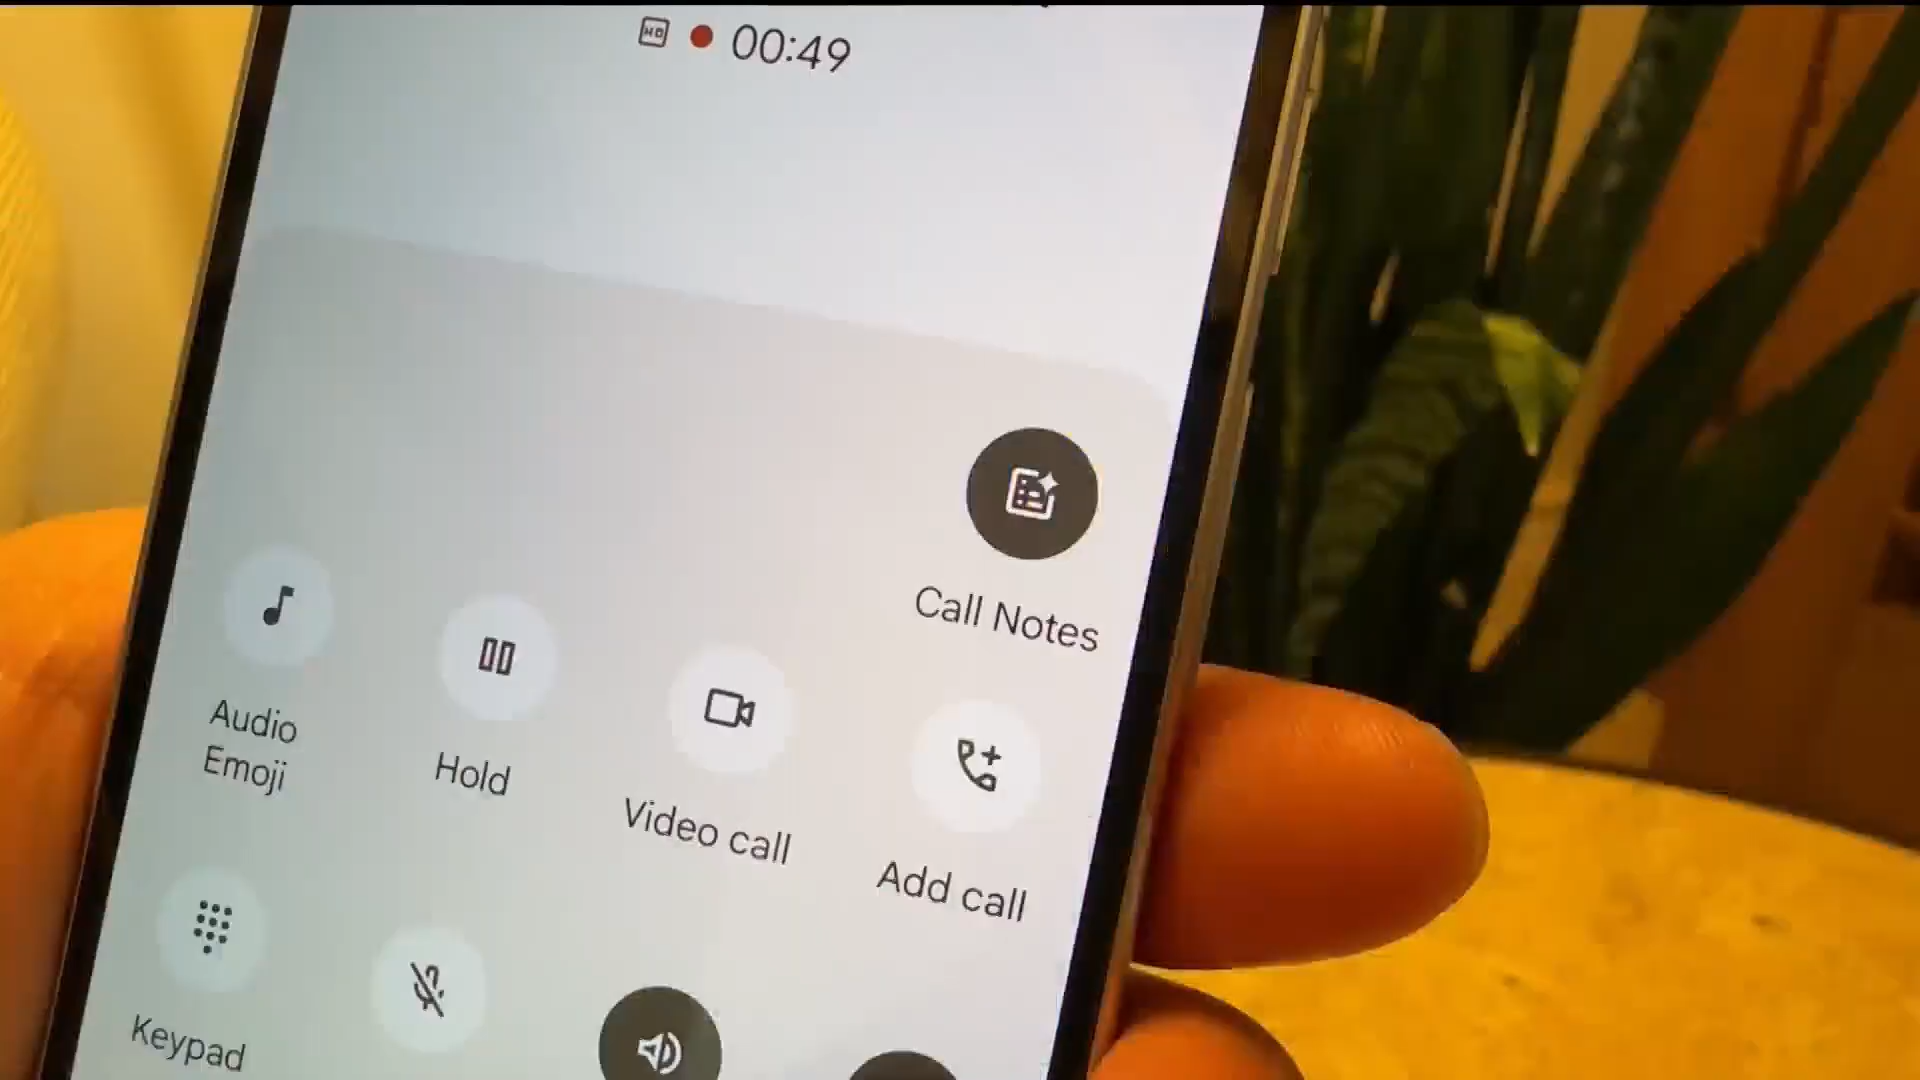 HD 00:49
Call Notes
Audio
Emoji
Hold
Video call
Add call
Keypad